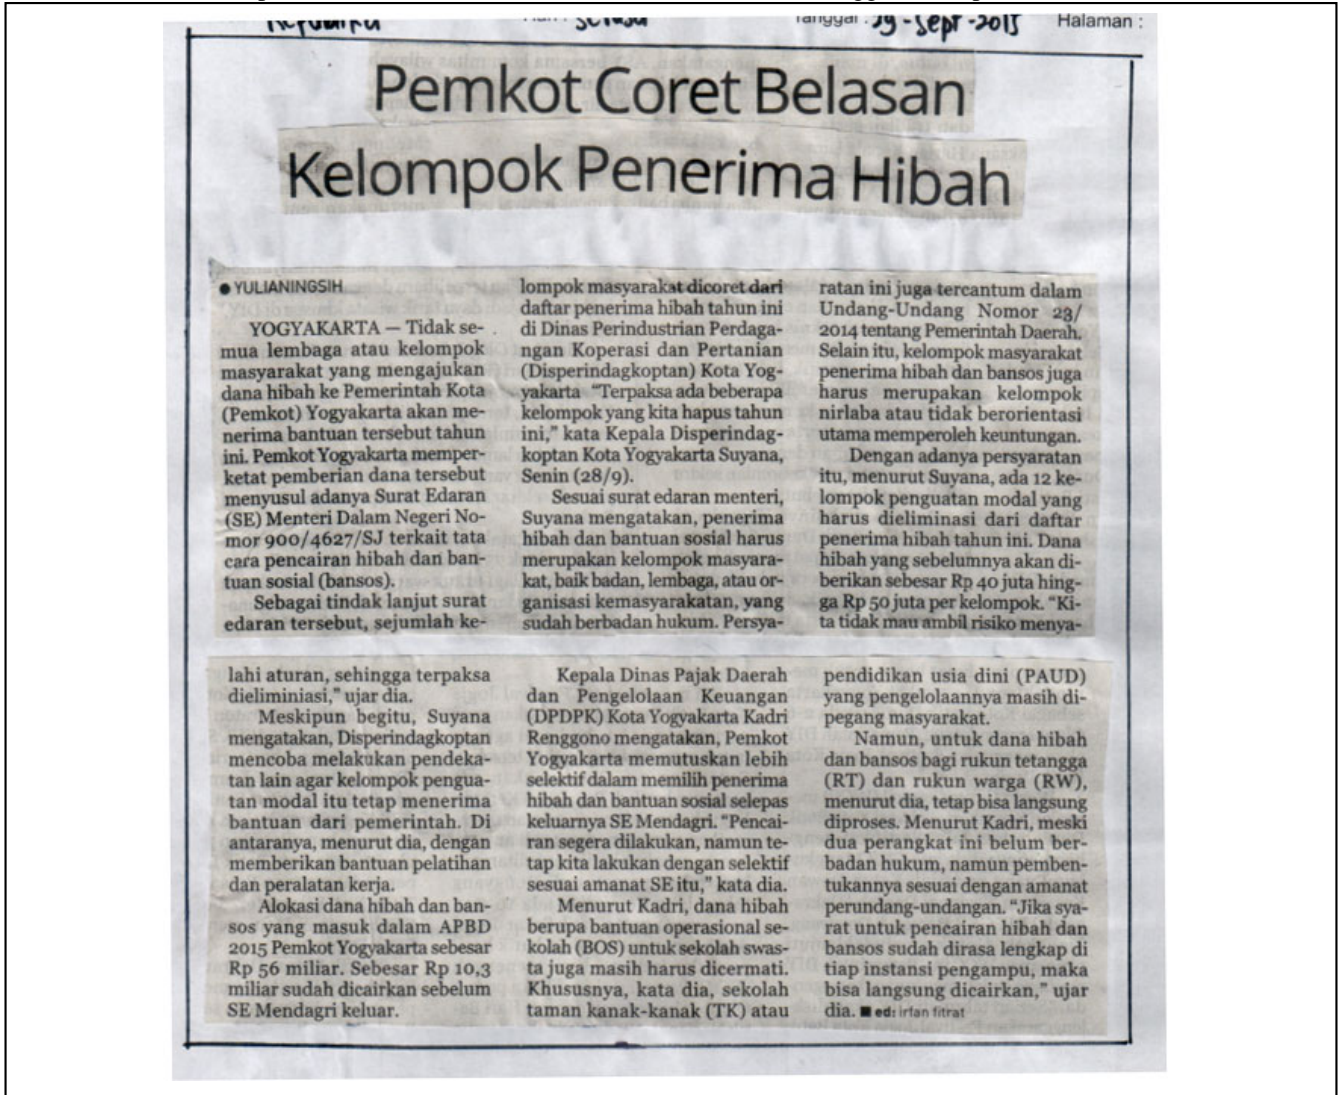 Republika Hari : Selasa Tanggal : 29-Sept-2015 Halaman :
Pemkot Coret Belasan
Kelompok Penerima Hibah
● YULIANINGSIH
YOGYAKARTA — Tidak se-
mua lembaga atau kelompok
masyarakat yang mengajukan
dana hibah ke Pemerintah Kota
(Pemkot) Yogyakarta akan me-
nerima bantuan tersebut tahun
ini. Pemkot Yogyakarta memper-
ketat pemberian dana tersebut
menyusul adanya Surat Edaran
(SE) Menteri Dalam Negeri No-
mor 900/4627/SJ terkait tata
cara pencairan hibah dan ban-
tuan sosial (bansos).
Sebagai tindak lanjut surat
edaran tersebut, sejumlah ke-
lompok masyarakat dicoret dari
daftar penerima hibah tahun ini
di Dinas Perindustrian Perdaga-
ngan Koperasi dan Pertanian
(Disperindagkoptan) Kota Yog-
yakarta "Terpaksa ada beberapa
kelompok yang kita hapus tahun
ini," kata Kepala Disperindag-
koptan Kota Yogyakarta Suyana,
Senin (28/9).
Sesuai surat edaran menteri,
Suyana mengatakan, penerima
hibah dan bantuan sosial harus
merupakan kelompok masyara-
kat, baik badan, lembaga, atau or-
ganisasi kemasyarakatan, yang
sudah berbadan hukum. Persya-
ratan ini juga tercantum dalam
Undang-Undang Nomor 23/
2014 tentang Pemerintah Daerah.
Selain itu, kelompok masyarakat
penerima hibah dan bansos juga
harus merupakan kelompok
nirlaba atau tidak berorientasi
utama memperoleh keuntungan.
Dengan adanya persyaratan
itu, menurut Suyana, ada 12 ke-
lompok penguatan modal yang
harus dieliminasi dari daftar
penerima hibah tahun ini. Dana
hibah yang sebelumnya akan di-
berikan sebesar Rp 40 juta hing-
ga Rp 50 juta per kelompok. "Ki-
ta tidak mau ambil risiko menya-
lahi aturan, sehingga terpaksa
dieliminiasi," ujar dia.
Meskipun begitu, Suyana
mengatakan, Disperindagkoptan
mencoba melakukan pendeka-
tan lain agar kelompok pengua-
tan modal itu tetap menerima
bantuan dari pemerintah. Di
antaranya, menurut dia, dengan
memberikan bantuan pelatihan
dan peralatan kerja.
Alokasi dana hibah dan ban-
sos yang masuk dalam APBD
2015 Pemkot Yogyakarta sebesar
Rp 56 miliar. Sebesar Rp 10,3
miliar sudah dicairkan sebelum
SE Mendagri keluar.
Kepala Dinas Pajak Daerah
dan Pengelolaan Keuangan
(DPDPK) Kota Yogyakarta Kadri
Renggono mengatakan, Pemkot
Yogyakarta memutuskan lebih
selektif dalam memilih penerima
hibah dan bantuan sosial selepas
keluarnya SE Mendagri. "Pencai-
ran segera dilakukan, namun te-
tap kita lakukan dengan selektif
sesuai amanat SE itu," kata dia.
Menurut Kadri, dana hibah
berupa bantuan operasional se-
kolah (BOS) untuk sekolah swas-
ta juga masih harus dicermati.
Khususnya, kata dia, sekolah
taman kanak-kanak (TK) atau
pendidikan usia dini (PAUD)
yang pengelolaannya masih di-
pegang masyarakat.
Namun, untuk dana hibah
dan bansos bagi rukun tetangga
(RT) dan rukun warga (RW),
menurut dia, tetap bisa langsung
diproses. Menurut Kadri, meski
dua perangkat ini belum ber-
badan hukum, namun pemben-
tukannya sesuai dengan amanat
perundang-undangan. "Jika sya-
rat untuk pencairan hibah dan
bansos sudah dirasa lengkap di
tiap instansi pengampu, maka
bisa langsung dicairkan," ujar
dia. ■ ed: irfan fitrat